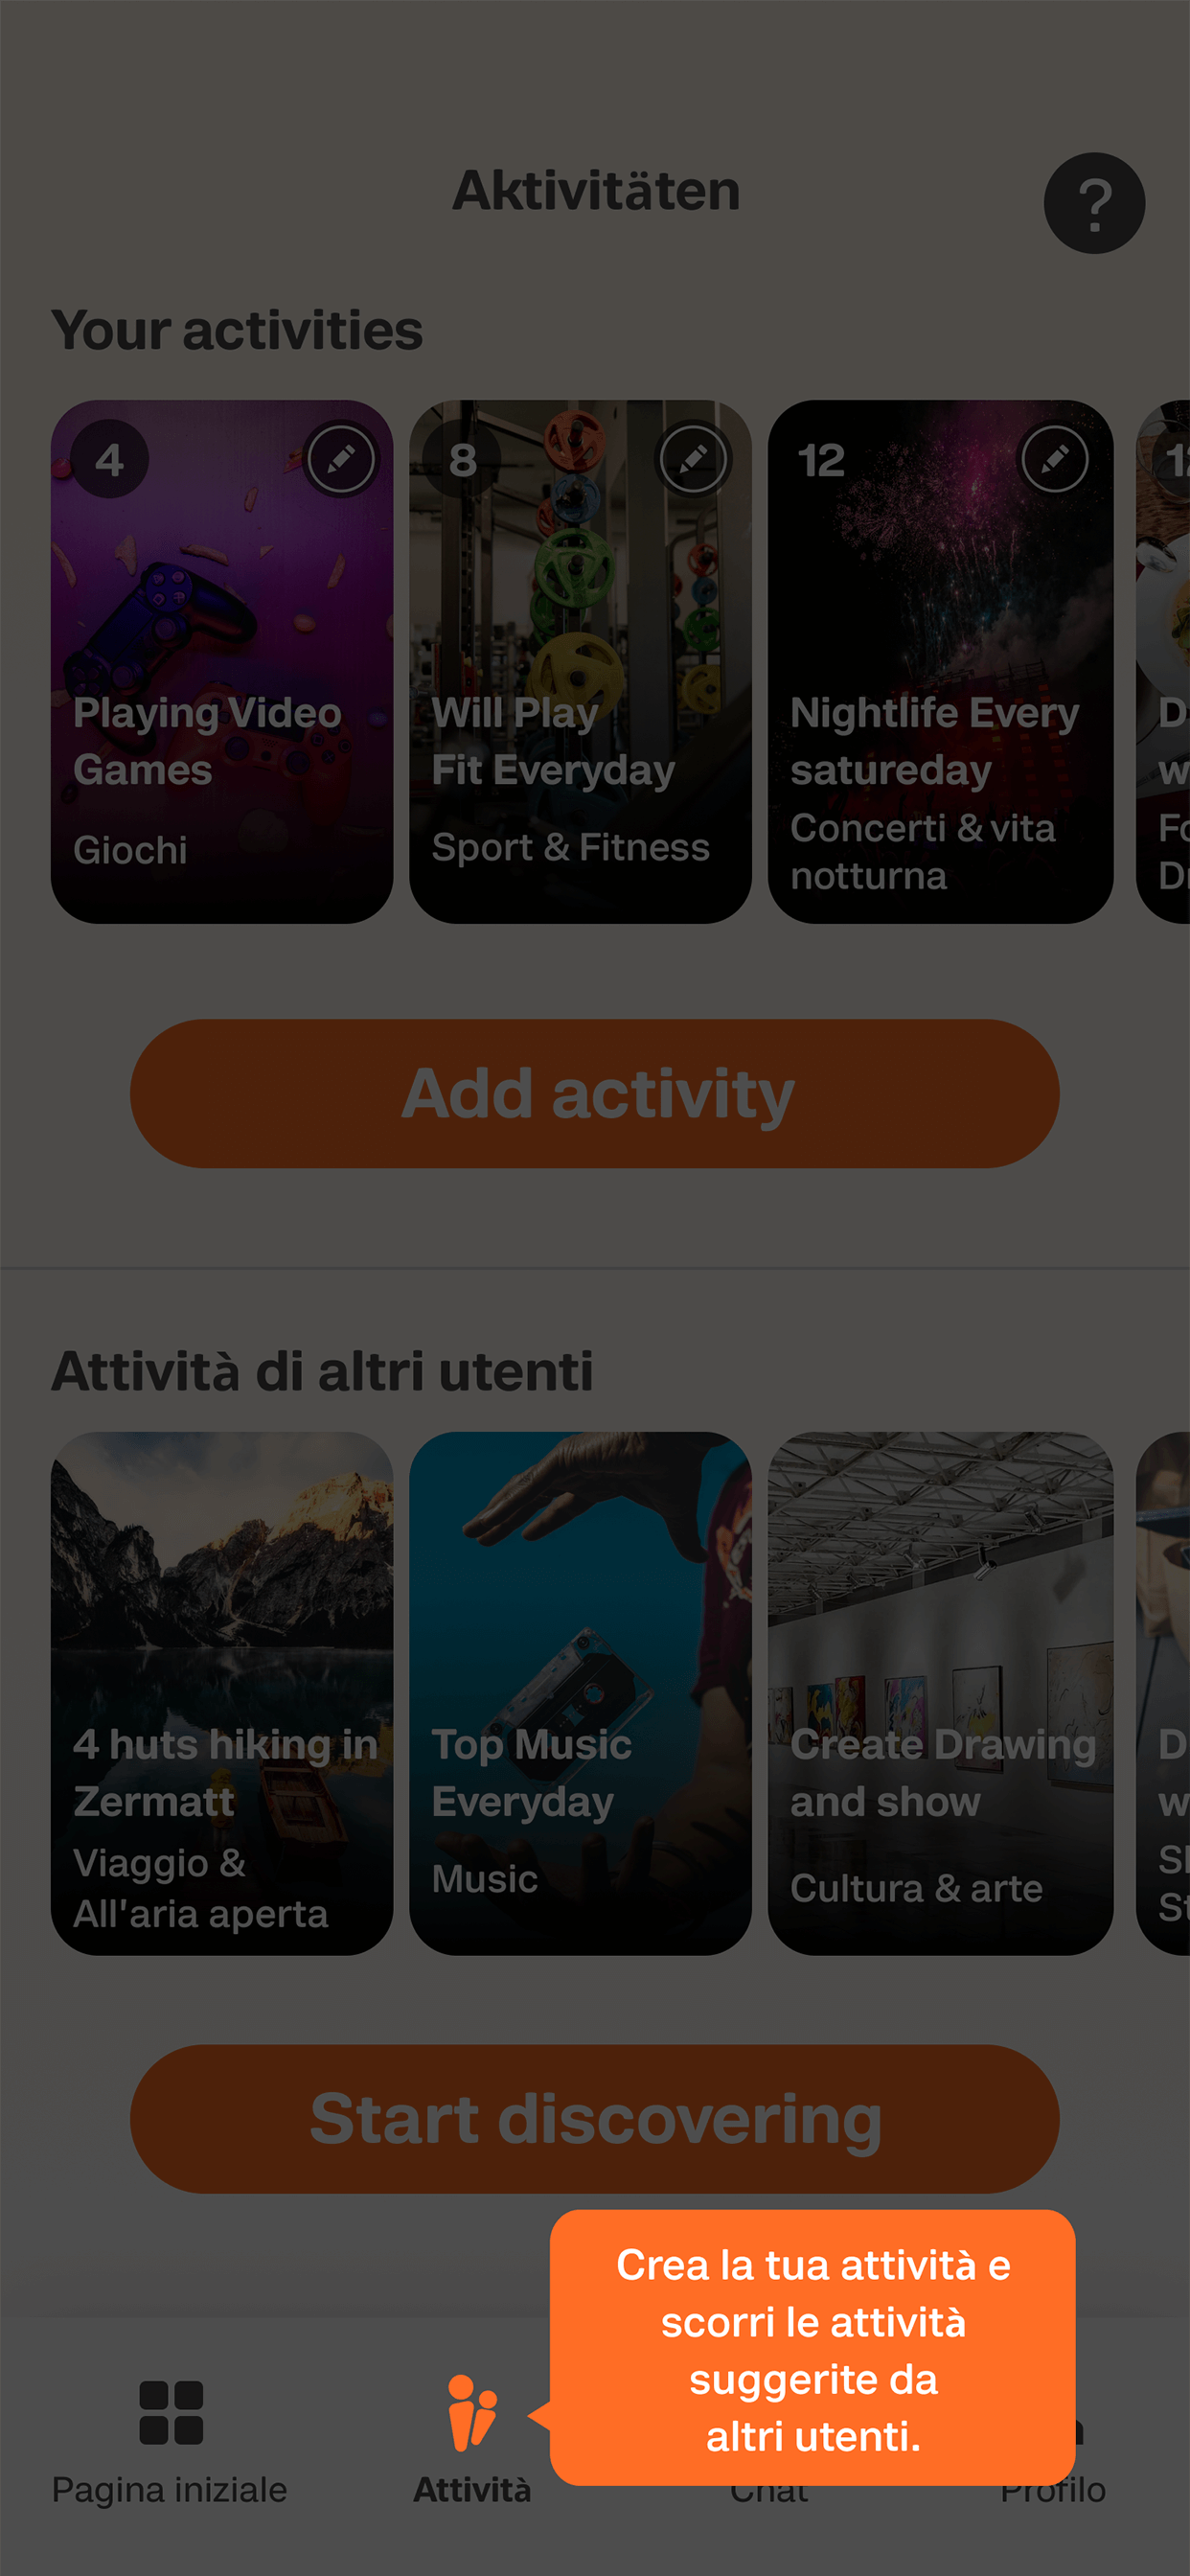 Aktivitäten
?
Your activities
4
8
12
Playing Video
Games
Giochi
Will Play
Fit Everyday
Sport & Fitness
Nightlife Every
satureday
Concerti & vita
notturna
Add activity
Attività di altri utenti
4 huts hiking in
Zermatt
Viaggio &
All'aria aperta
Top Music
Everyday
Music
Create Drawing
and show
Cultura & arte
Start discovering
Crea la tua attività e
scorri le attività
suggerite da
altri utenti.
Pagina iniziale
Attività
Chat
Profilo